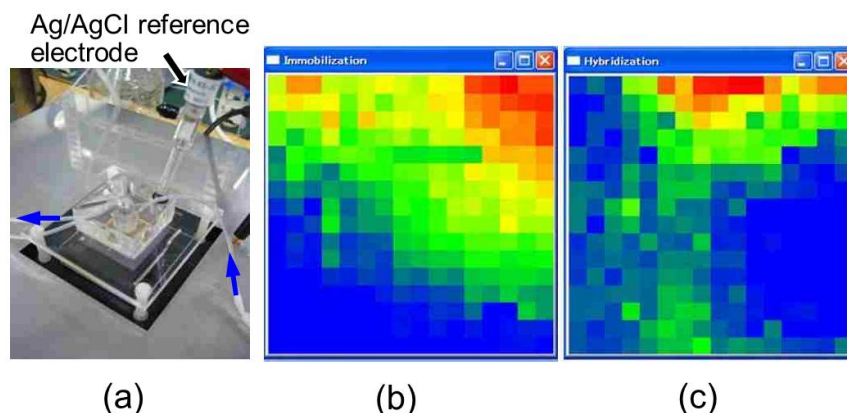 Ag/AgCl reference
electrode
Immobilization
Hybridization
(a)
(b)
(c)